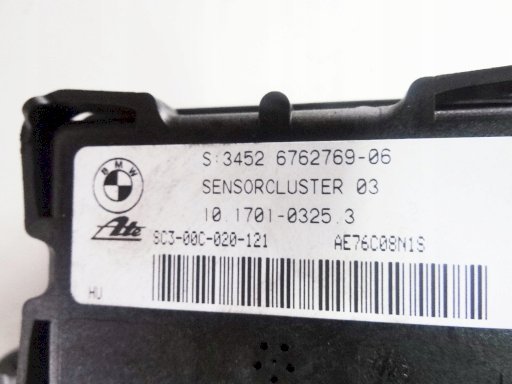 BMW
S:3452 6762769-06
SENSORCLUSTER 03
10.1701-0325.3
Ate
SC3-00C-020-121 AE76C08N1S
HU